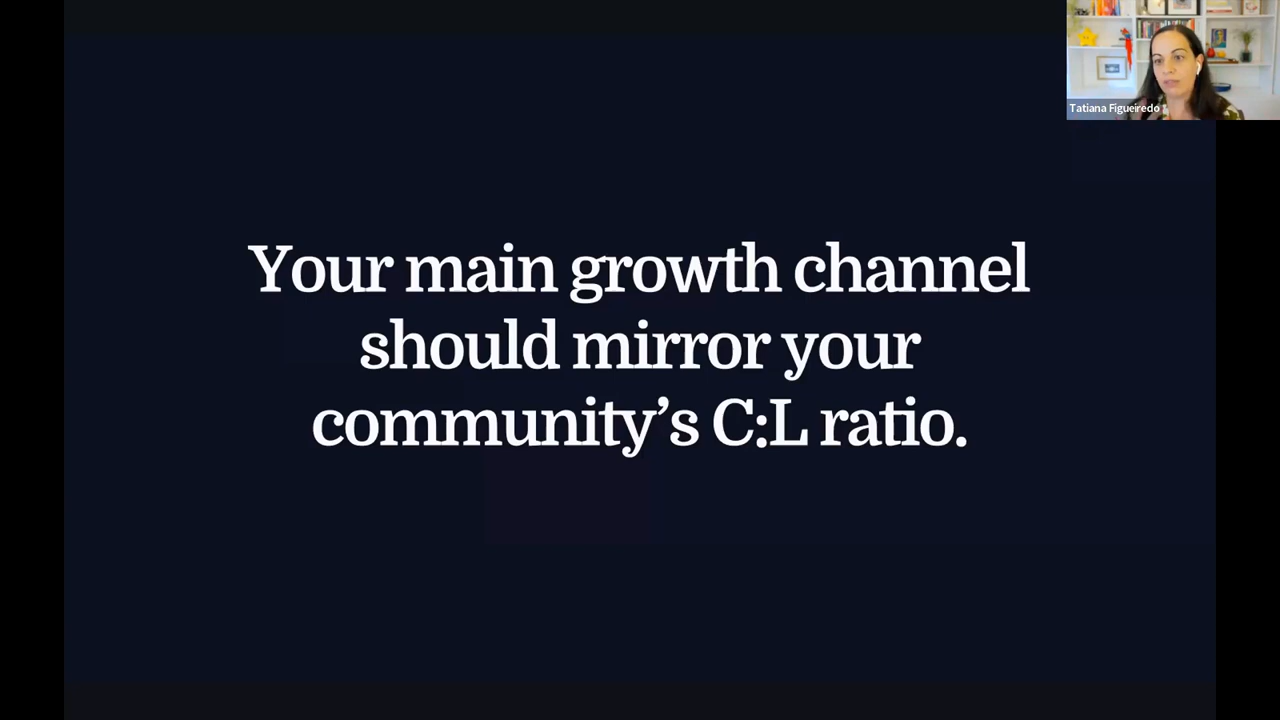 Tatiana Figueiredo
Your main growth channel
should mirror your
community’s C:L ratio.